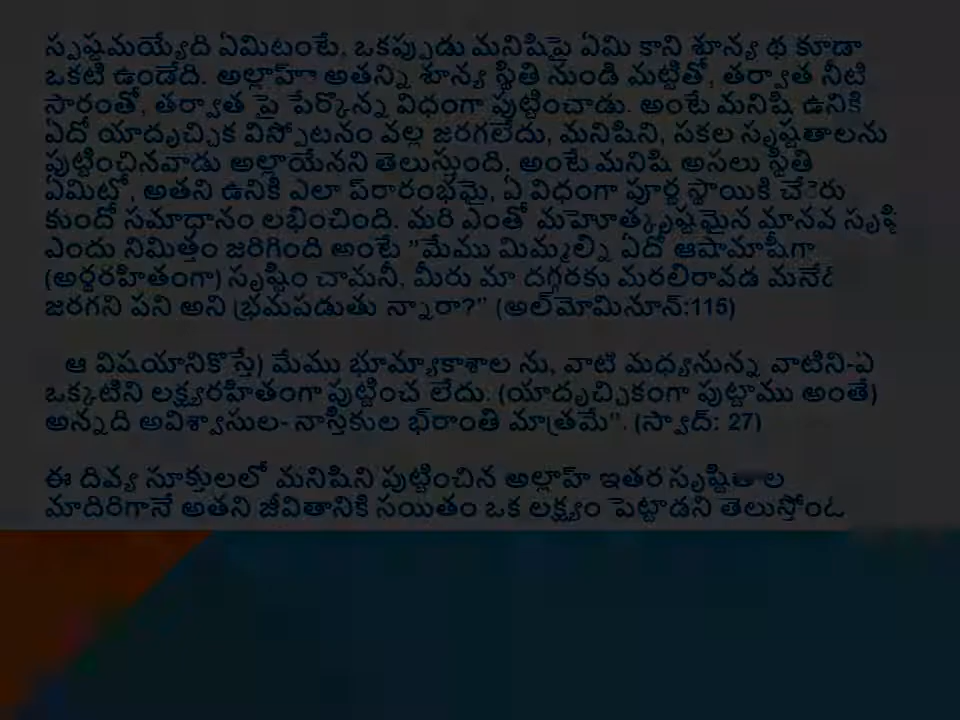 స్పష్టమయ్యేది ఏమిటంటే, ఒకప్పుడు మనిషిపై ఏమి కాని శూన్య థ కూడా
ఒకటి ఉండేది. అల్లాహ్ా అతన్ని శూన్య స్థితి నుండి మట్టితో, తర్వాత నీటి
సారంతో, తర్వాత పై పేర్కొన్న విధంగా పుట్టించాడు. అంటే మనిషి ఉనికి
ఏదో యాదృచ్ఛిక విస్ఫోటనం వల్ల జరగలేదు, మనిషిని, సకల సృష్టతాలను
పుట్టించినవాడు అల్లాయేనని తెలుస్తుంది, అంటే మనిషి అసలు స్థితి
ఏమిట్లో, అతని ఉనికి ఎలా ప్రారంభమై, ఏ విధంగా పూర్ణ స్థాయికి చేరు
కుందో సమాధానం లభించింది. మరి ఎంతో మహెూత్కృష్టమైన మానవ సృష్టి
ఎందు నిమిత్తం జరిగింది అంటే "మేము మిమ్మల్ని ఏదో ఆషామాషీగా
(అర్థరహితంగా) సృష్టిం చామనీ, మీరు మా దగ్గరకు మరలిరావడ మనేద
జరగని పని అని భ్రమపడుతు న్నారా?" (అల్‌మోమినూన్:115)
ఆ విషయానికొస్తే) మేము భూమ్యాకాశాల ను, వాటి మధ్యనున్న వాటిని-ఏ
ఒక్కటిని లక్ష్యరహితంగా పుట్టించ లేదు. (యాదృచ్ఛికంగా పుట్టాము అంతే)
అన్నది అవిశ్వాసుల- నాస్తికుల భ్రాంతి మాత్రమే". (స్వాద్: 27)
ఈ దివ్య సూక్తులలో మనిషిని పుట్టించిన అల్లాహ్ ఇతర సృష్టితాల
మాదిరిగానే అతని జీవితానికి సయితం ఒక లక్ష్యం పెట్టాడని